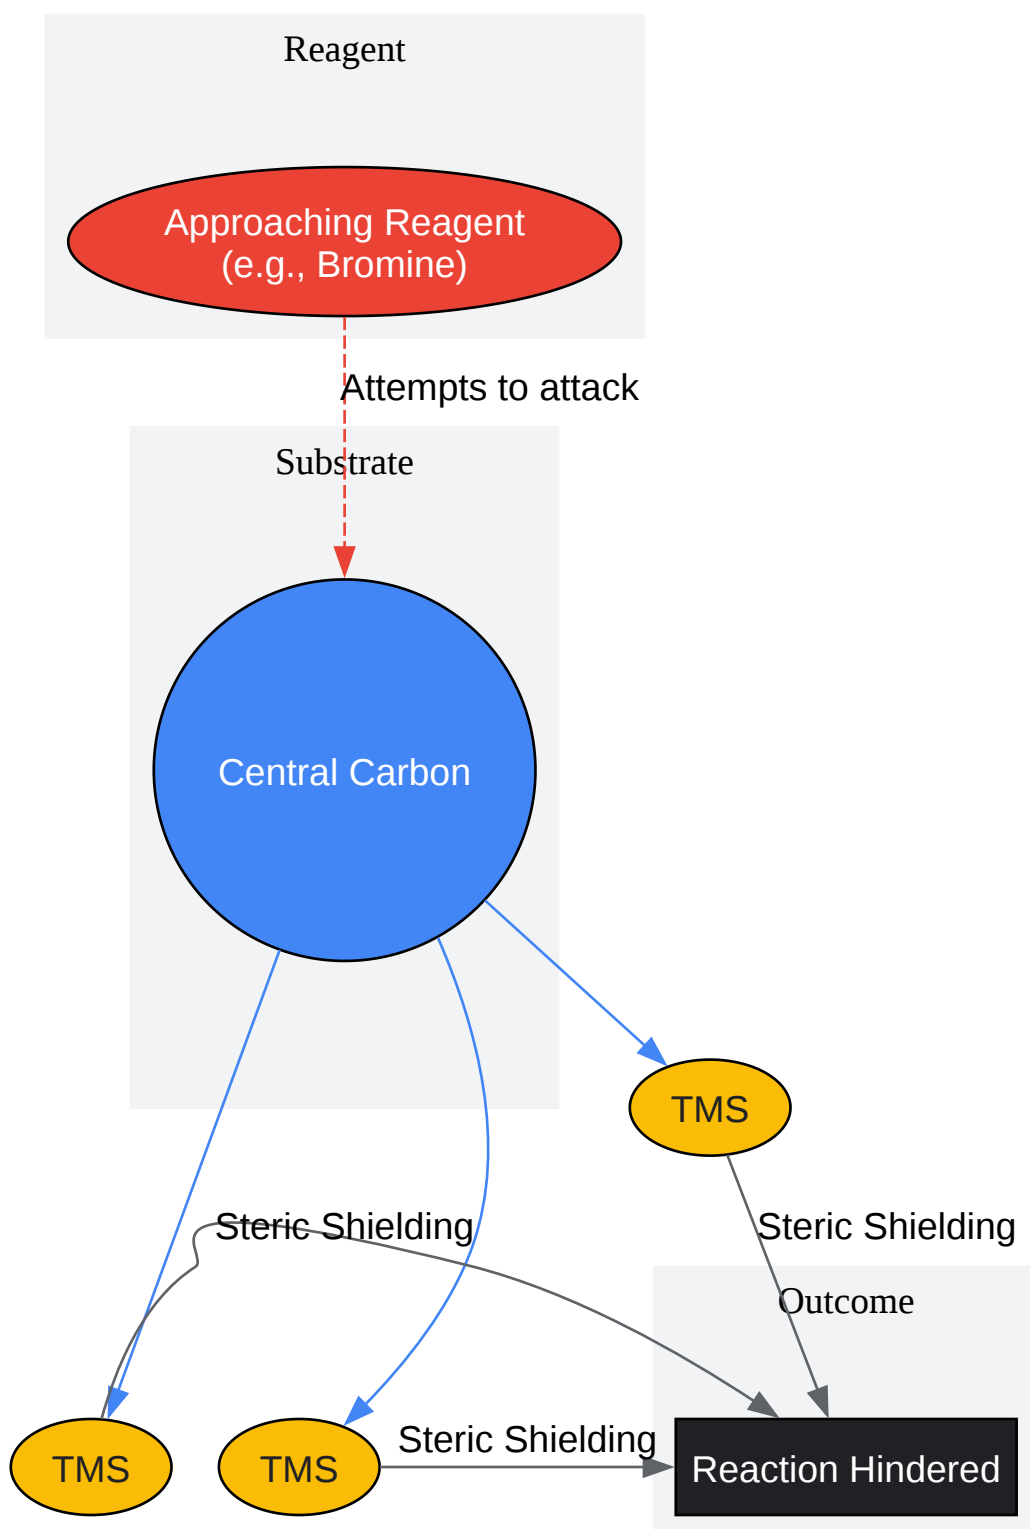 Reagent
Approaching Reagent
(e.g., Bromine)
Attempts to attack
Substrate
Central Carbon
TMS
Steric Shielding
Steric Shielding
Outcome
Steric Shielding
TMS
TMS
Reaction Hindered